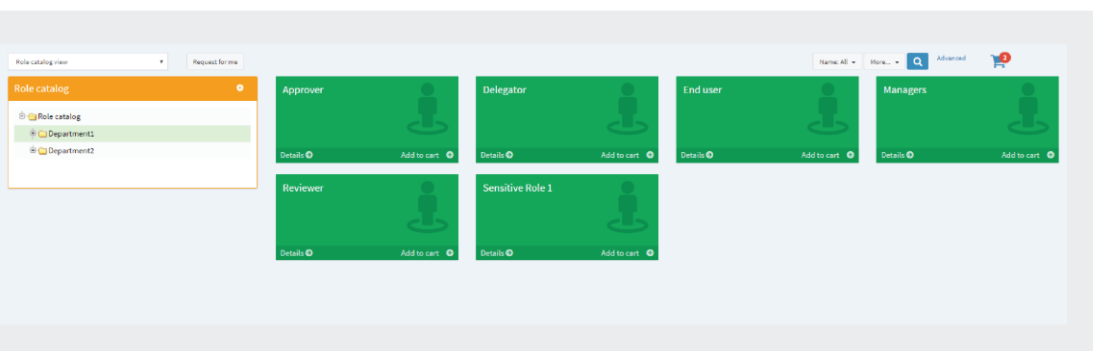 Role catalog view
Request for me
Name: All
More...
Advanced
Role catalog
Role catalog
Department1
Department2
Approver
Details
Add to cart
Delegator
Details
Add to cart
End user
Details
Add to cart
Managers
Details
Add to cart
Reviewer
Details
Add to cart
Sensitive Role 1
Details
Add to cart